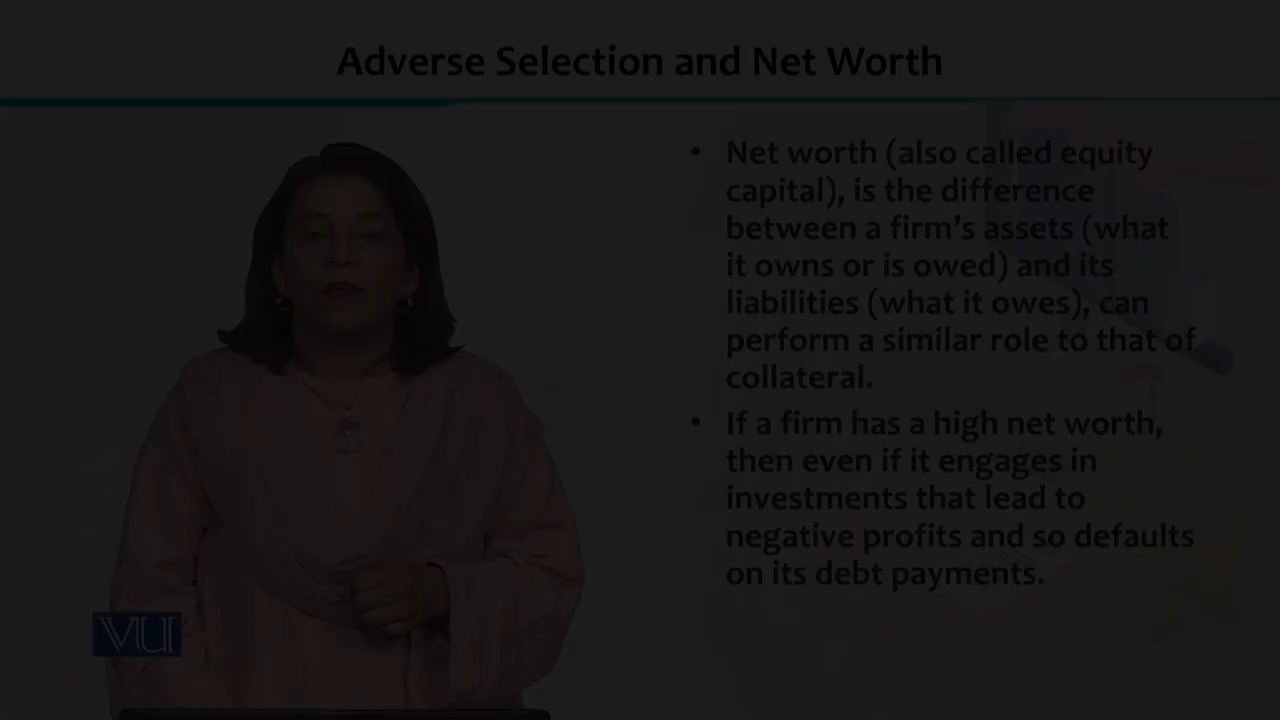 Adverse Selection and Net Worth
• Net worth (also called equity
capital), is the difference
between a firm's assets (what
it owns or is owed) and its
liabilities (what it owes), can
perform a similar role to that of
collateral.
• If a firm has a high net worth,
then even if it engages in
investments that lead to
negative profits and so defaults
on its debt payments.
VU